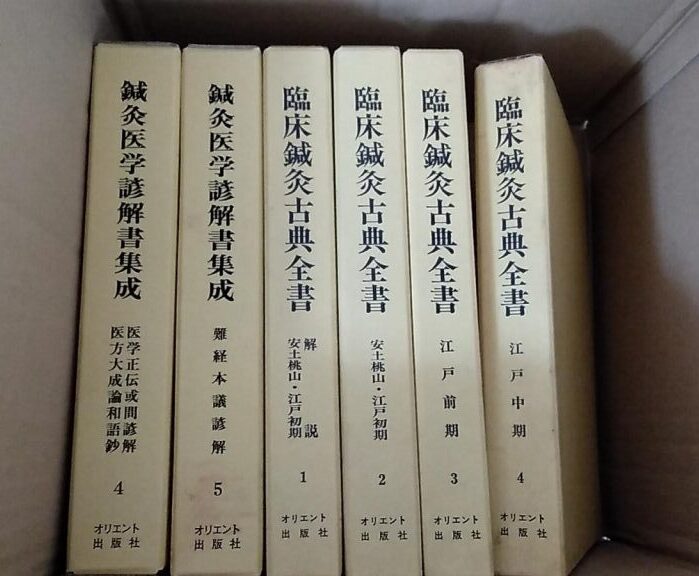 鍼灸医学諺解書集成
医学正伝或問諺解
医方大成論和語鈔
4
オリエント
出版社
鍼灸医学諺解書集成
難経本議諺解
5
オリエント
出版社
臨床鍼灸古典全書
解説
安土桃山・江戸初期
1
オリエント
出版社
臨床鍼灸古典全書
安土桃山・江戸初期
2
オリエント
出版社
臨床鍼灸古典全書
江戸前期
3
オリエント
出版社
臨床鍼灸古典全書
江戸中期
4
オリエント
出版社